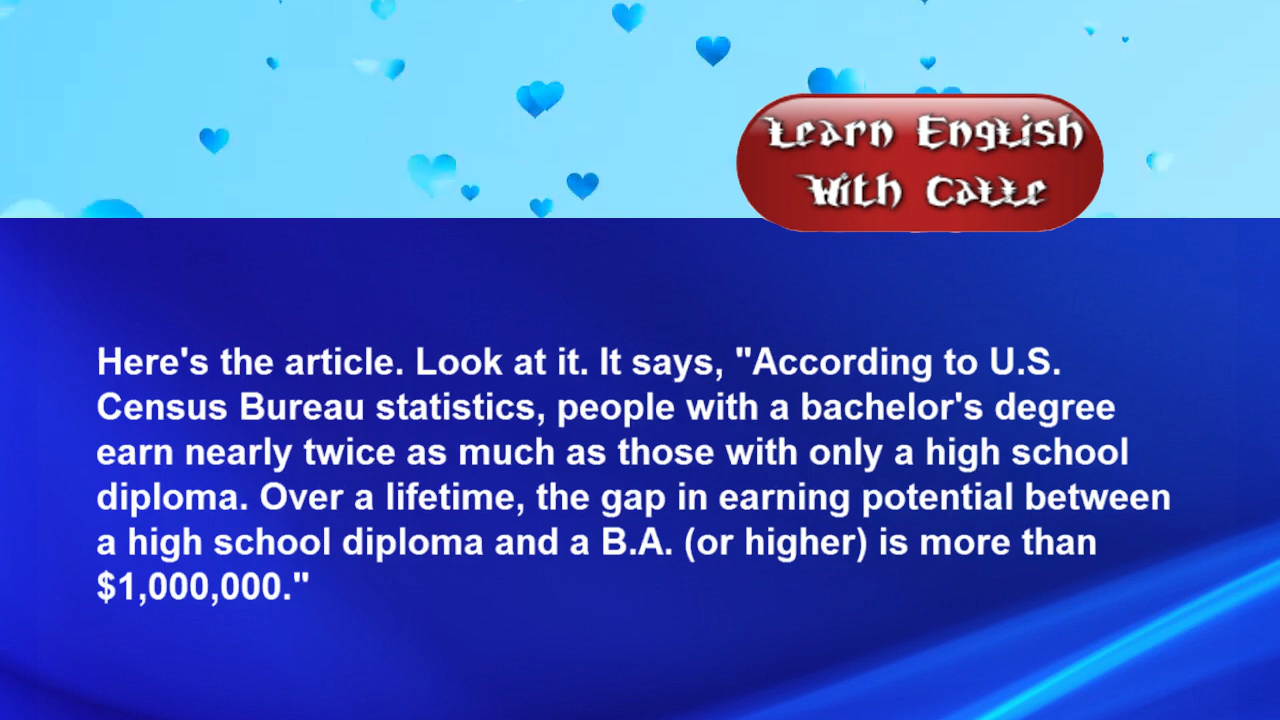 Learn English
With Catte
Here's the article. Look at it. It says, "According to U.S.
Census Bureau statistics, people with a bachelor's degree
earn nearly twice as much as those with only a high school
diploma. Over a lifetime, the gap in earning potential between
a high school diploma and a B.A. (or higher) is more than
$1,000,000."